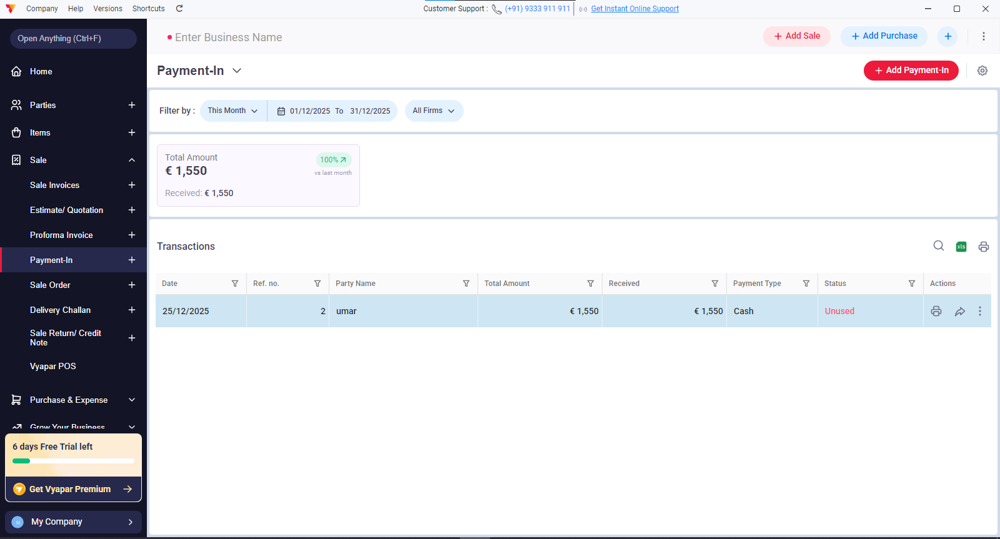 Company Help Versions Shortcuts
Customer Support : (+91) 9333 911 911 Get Instant Online Support
Open Anything (Ctrl+F)
Home
Parties
Items
Sale
Sale Invoices
Estimate/ Quotation
Proforma Invoice
Payment-In
Sale Order
Delivery Challan
Sale Return/ Credit
Note
Vyapar POS
Purchase & Expense
Grow Your Business
6 days Free Trial left
Get Vyapar Premium
M
My Company
Enter Business Name
Add Sale
Add Purchase
Payment-In
Add Payment-In
Filter by : This Month 01/12/2025 To 31/12/2025 All Firms
Total Amount
€ 1,550
100%
vs last month
Received: € 1,550
Transactions
xls
Date Ref. no. Party Name Total Amount Received Payment Type Status Actions
25/12/2025 2 umar € 1,550 € 1,550 Cash Unused